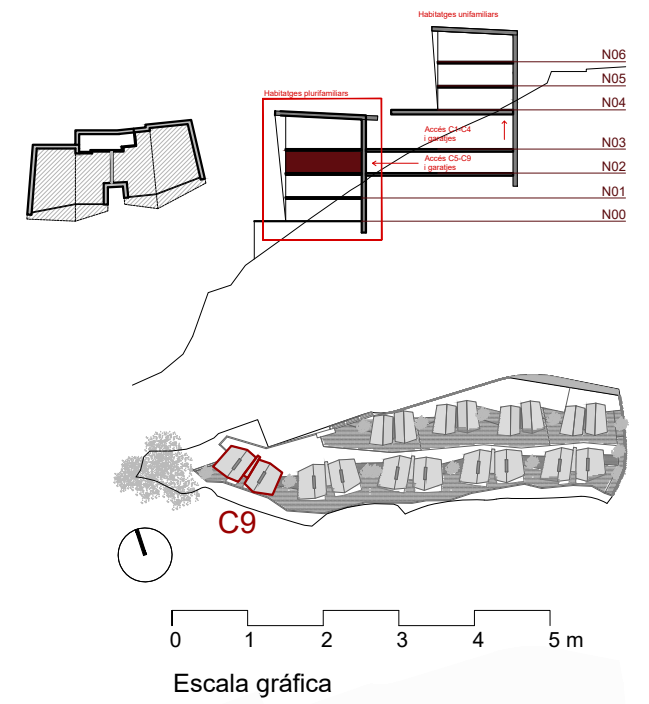 Habitatges unifamiliars
N06
N05
Habitatges plurifamiliars
N04
Accés C1-C4
i garatjes
N03
Accés C5-C9
i garatjes
N02
N01
N00
C9
0 1 2 3 4 5 m
Escala gráfica